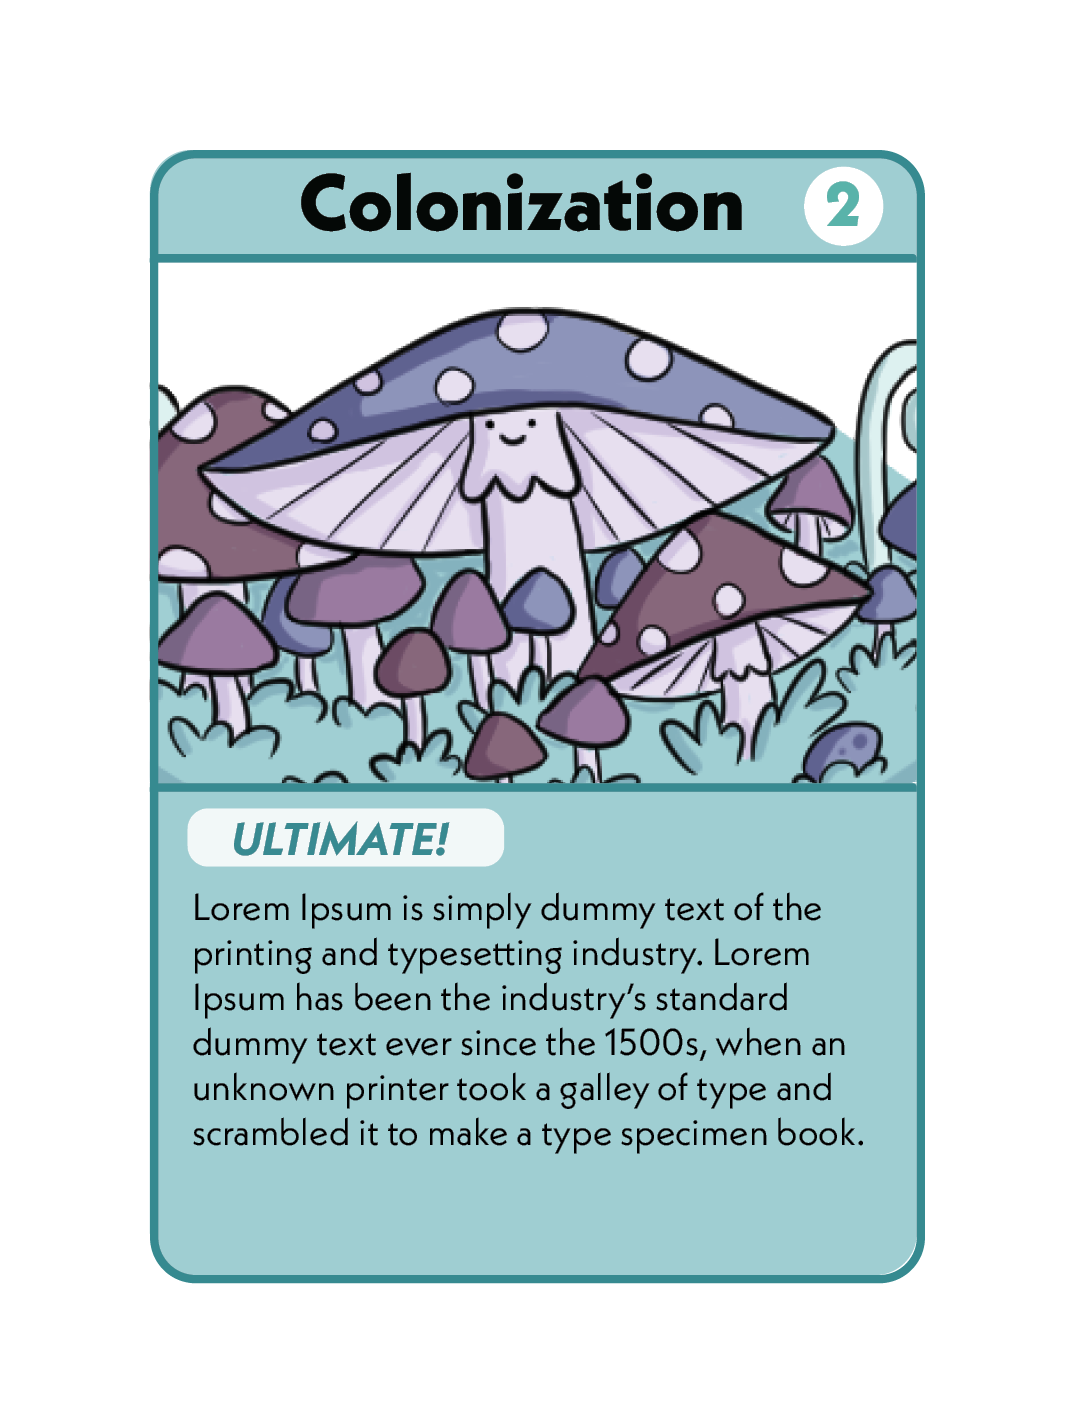 Colonization
2
ULTIMATE!
Lorem Ipsum is simply dummy text of the
printing and typesetting industry. Lorem
Ipsum has been the industry’s standard
dummy text ever since the 1500s, when an
unknown printer took a galley of type and
scrambled it to make a type specimen book.